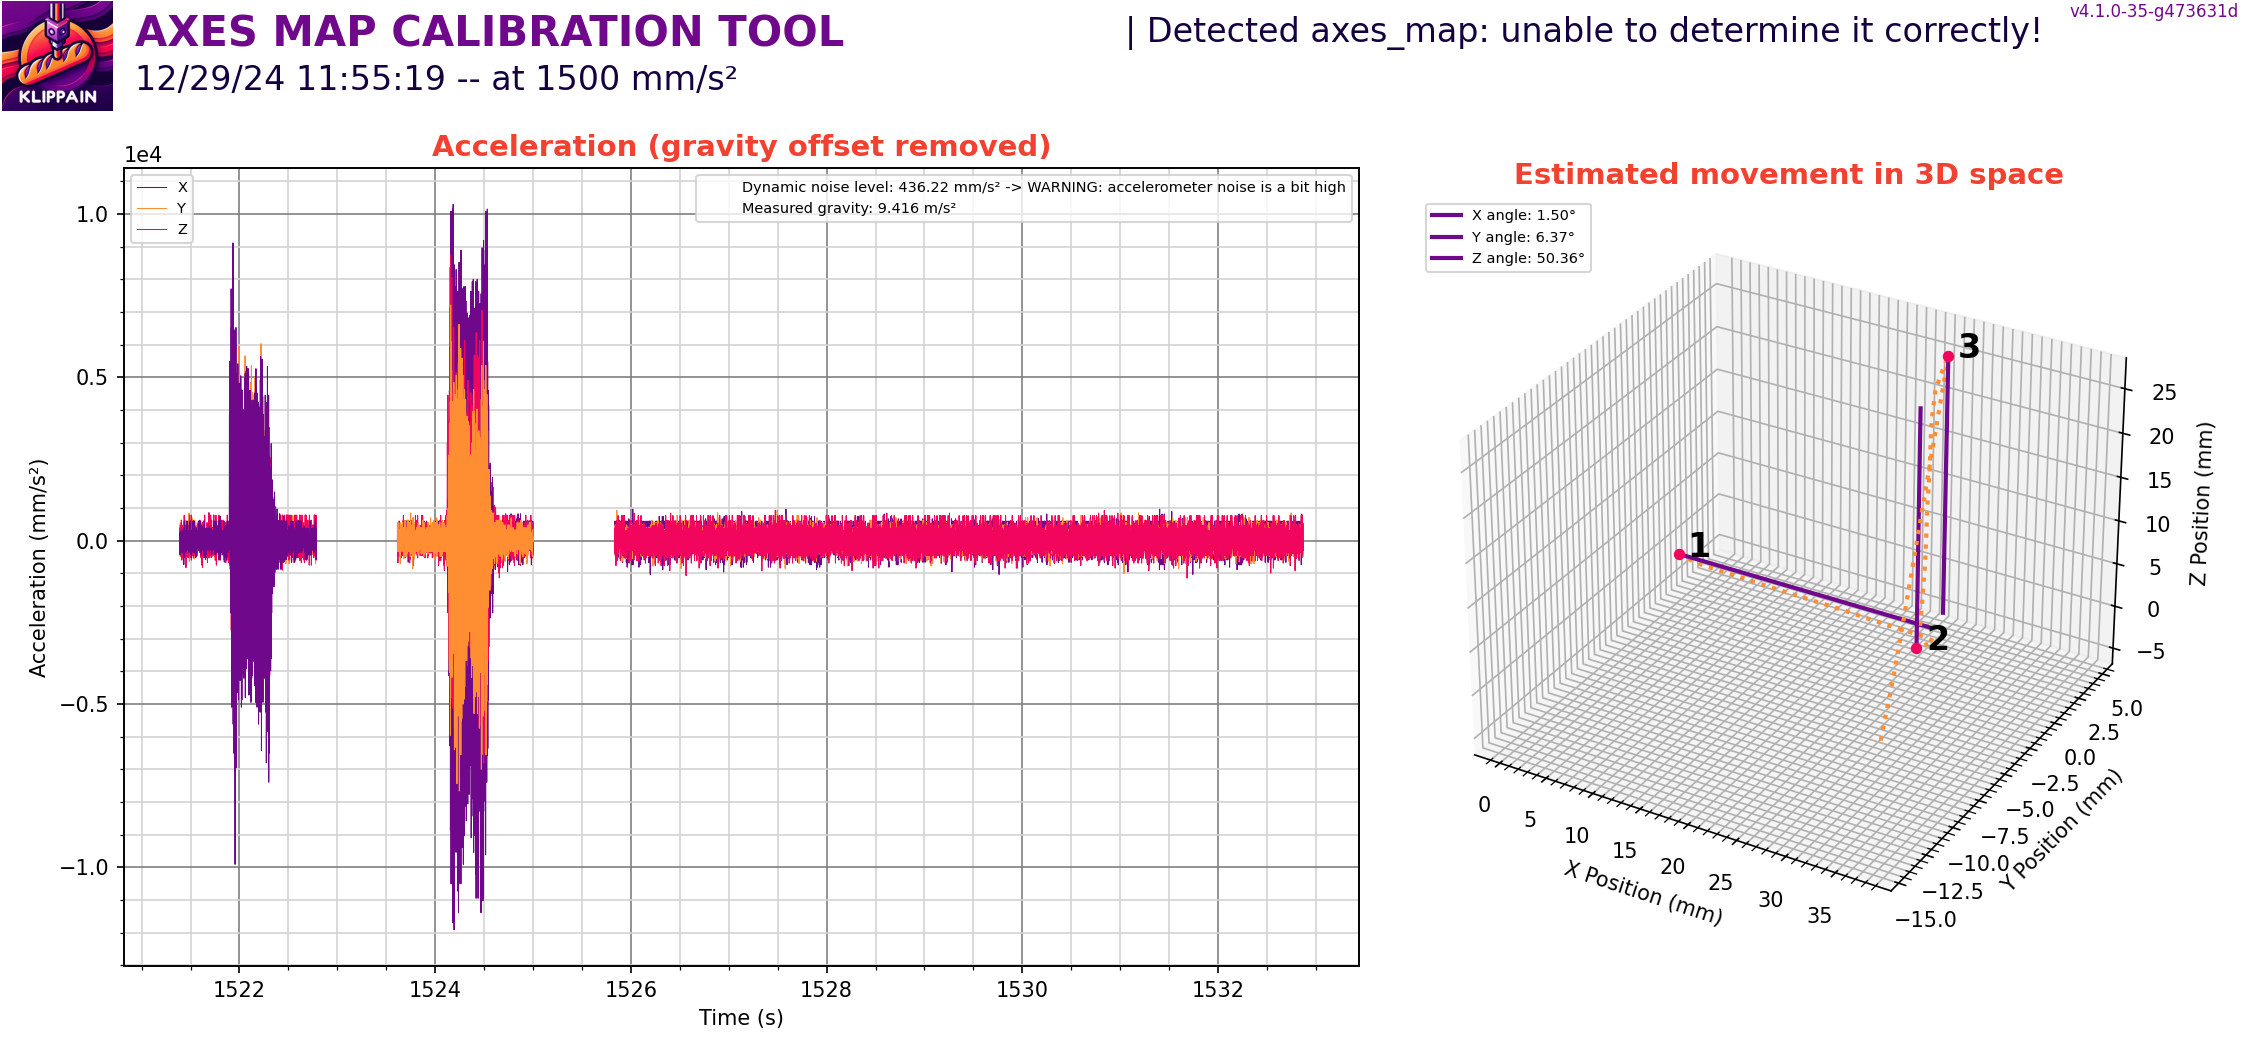 AXES MAP CALIBRATION TOOL
| Detected axes_map: unable to determine it correctly!
v4.1.0-35-g473631d
12/29/24 11:55:19 -- at 1500 mm/s²
KLIPPAIN
Acceleration (gravity offset removed)
1e4
X
Y
Z
Dynamic noise level: 436.22 mm/s² -> WARNING: accelerometer noise is a bit high
Measured gravity: 9.416 m/s²
1.0
0.5
0.0
−0.5
−1.0
Acceleration (mm/s²)
1522
1524
1526
1528
1530
1532
Time (s)
Estimated movement in 3D space
X angle: 1.50°
Y angle: 6.37°
Z angle: 50.36°
1
2
3
25
20
15
10
5
0
−5
Z Position (mm)
5.0
2.5
0.0
−2.5
−5.0
−7.5
−10.0
−12.5
−15.0
Y Position (mm)
0
5
10
15
20
25
30
35
X Position (mm)